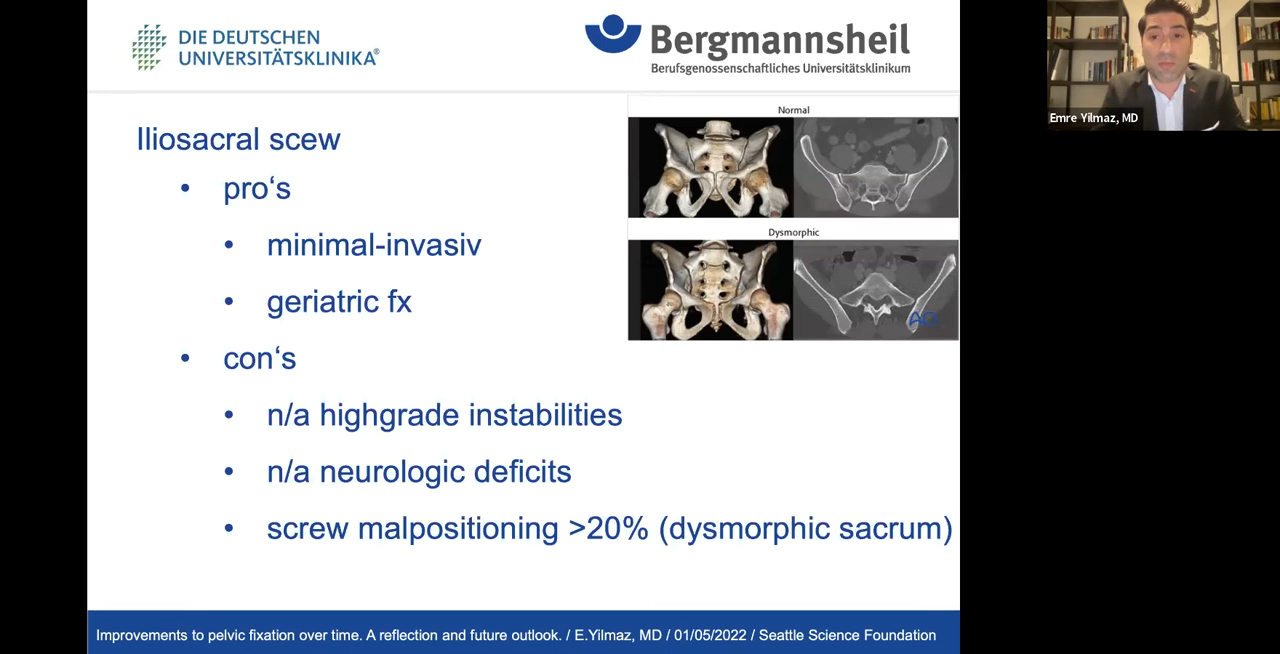 DIE DEUTSCHEN
UNIVERSITÄTSKLINIKA®
Bergmannsheil
Berufsgenossenschaftliches Universitätsklinikum
Emre Yilmaz, MD
Normal
Iliosacral scew
• pro‘s
• minimal-invasiv
Dysmorphic
• geriatric fx
AO
• con‘s
• n/a highgrade instabilities
• n/a neurologic deficits
• screw malpositioning >20% (dysmorphic sacrum)
Improvements to pelvic fixation over time. A reflection and future outlook. / E.Yilmaz, MD / 01/05/2022 / Seattle Science Foundation